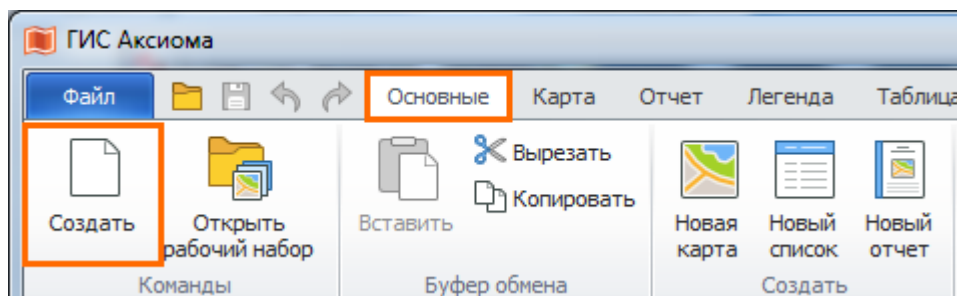 ГИС Аксиома
Файл Основные Карта Отчет Легенда Таблица
Создать
Открыть
рабочий набор
Команды
Вставить
Вырезать
Копировать
Буфер обмена
Новая
карта
Новый
список
Новый
отчет
Создать